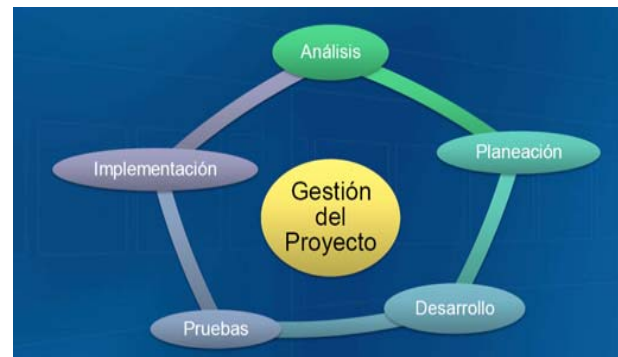 Análisis
Planeación
Implementación
Gestión
del
Proyecto
Desarrollo
Pruebas